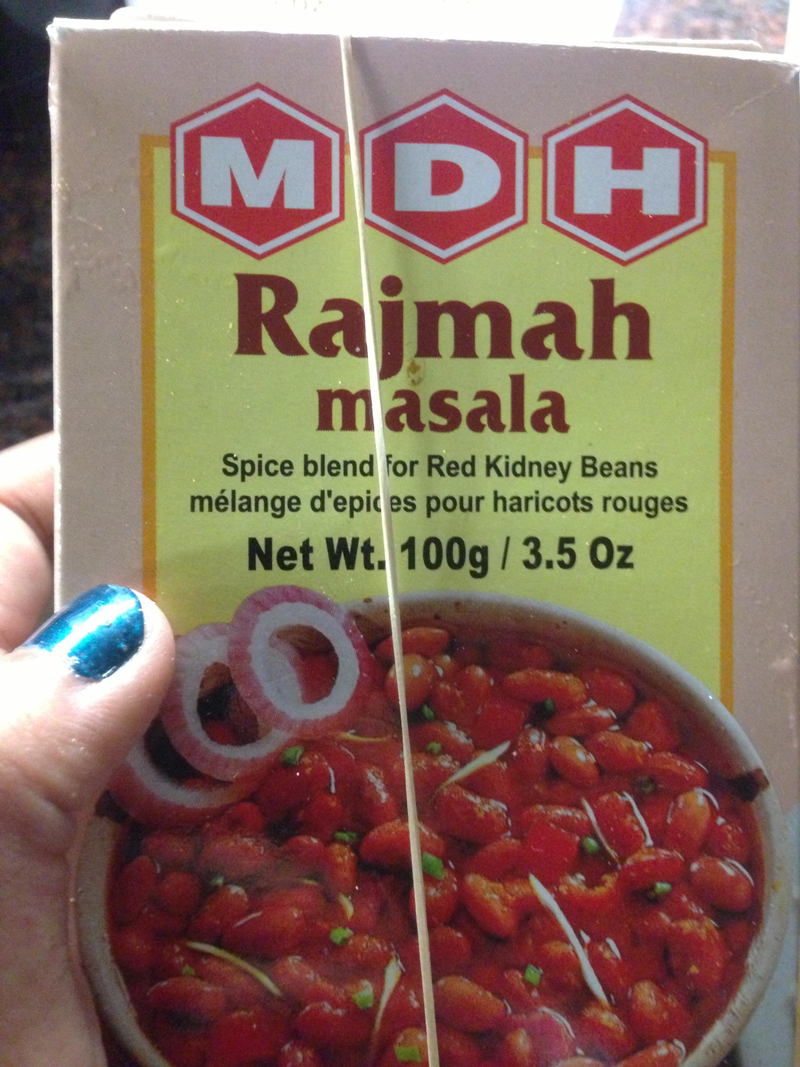 MDH
Rajmah
masala
Spice blend for Red Kidney Beans
mélange d'epices pour haricots rouges
Net Wt. 100g / 3.5 Oz